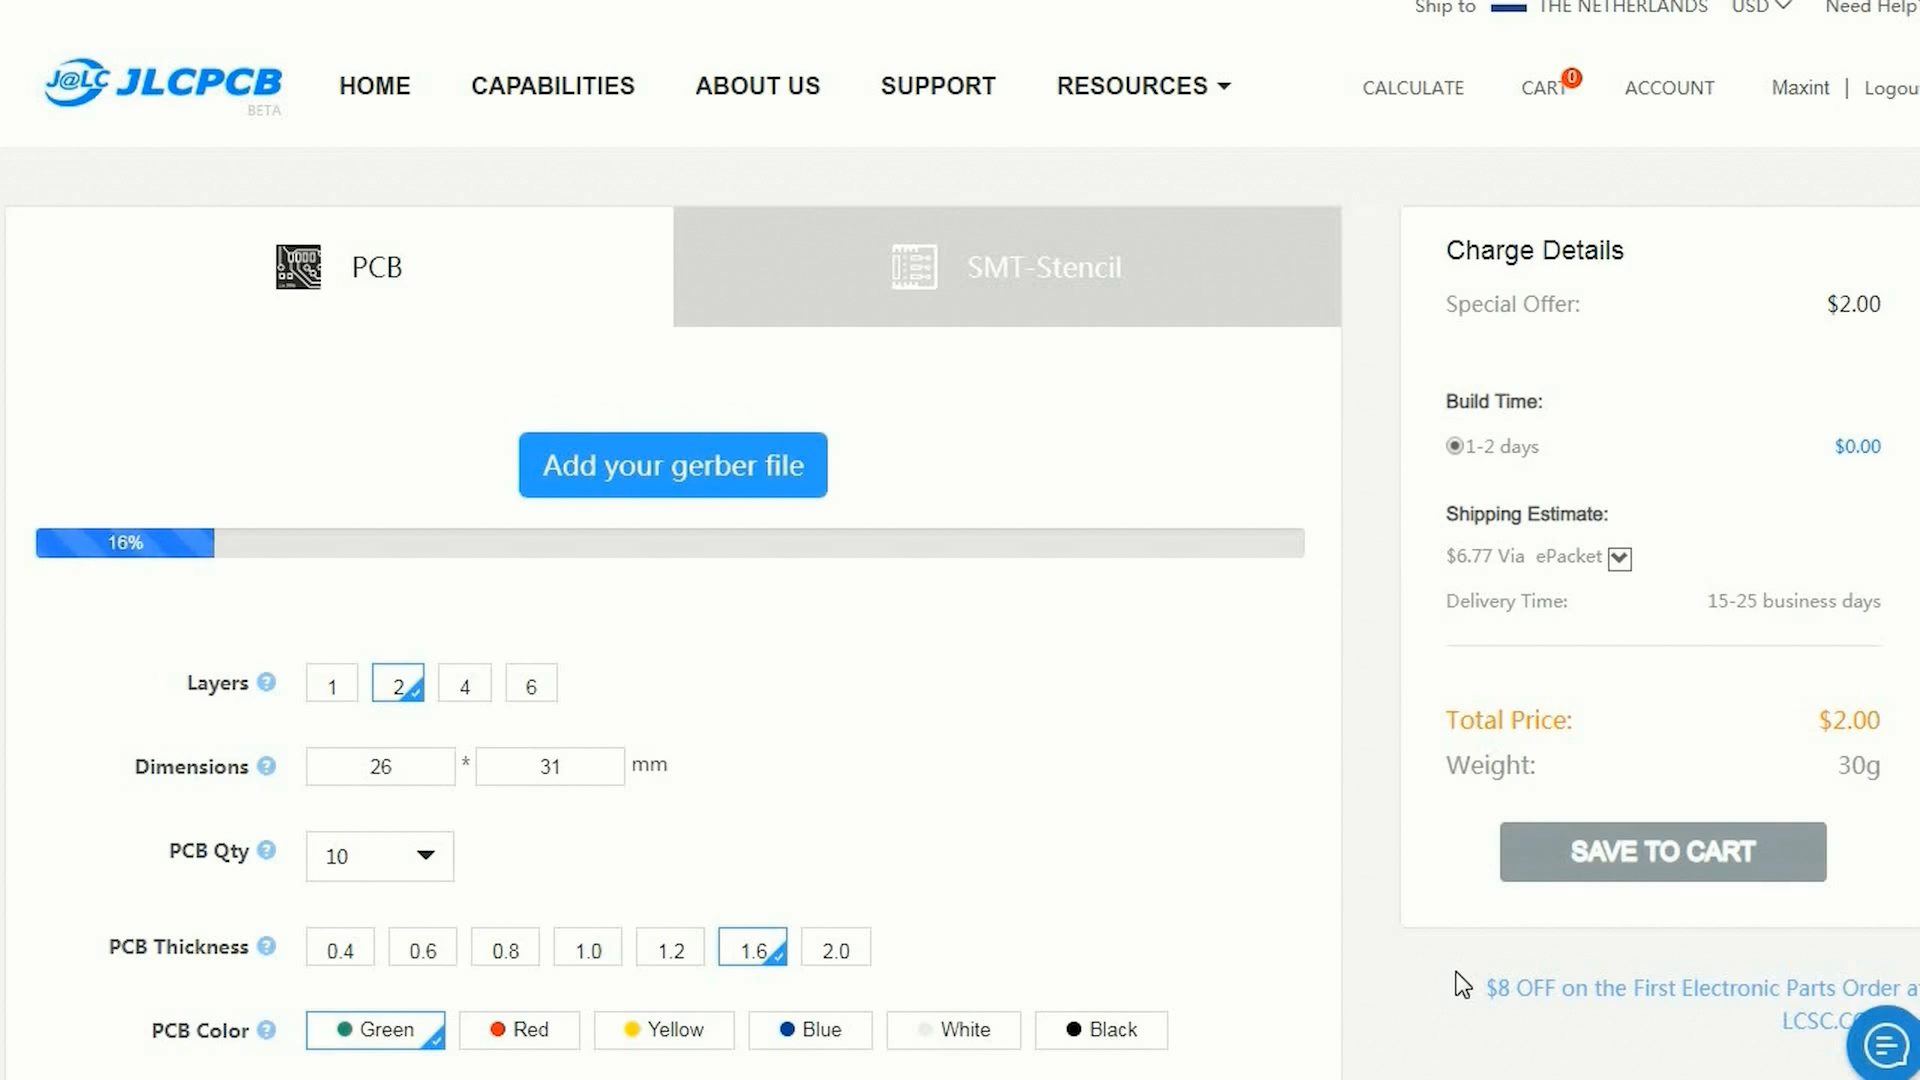 Ship to THE NETHERLANDS USD Need Help
J@LC JLCPCB
BETA
HOME CAPABILITIES ABOUT US SUPPORT RESOURCES CALCULATE CART 0 ACCOUNT Maxint | Logou
PCB
SMT-Stencil
Add your gerber file
16%
Layers ? 1 2 4 6
Dimensions ? 26 * 31 mm
PCB Qty ? 10
PCB Thickness ? 0.4 0.6 0.8 1.0 1.2 1.6 2.0
PCB Color ? Green Red Yellow Blue White Black
Charge Details
Special Offer: $2.00
Build Time:
1-2 days $0.00
Shipping Estimate:
$6.77 Via ePacket
Delivery Time: 15-25 business days
Total Price: $2.00
Weight: 30g
SAVE TO CART
$8 OFF on the First Electronic Parts Order a
LCSC.C